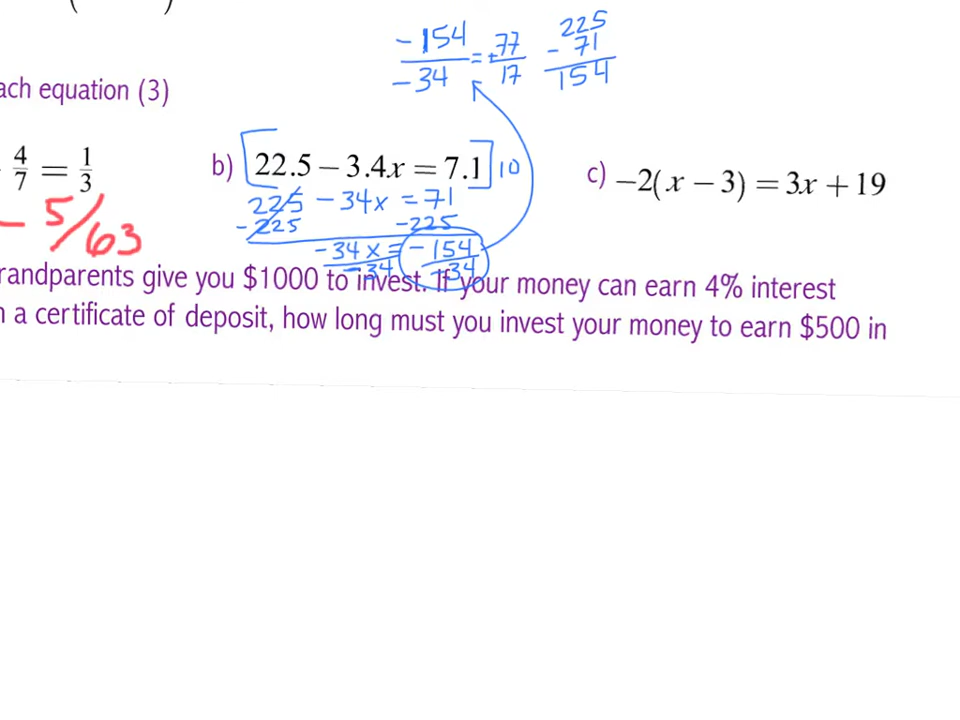 -154/-34 = +77/17
225
- 71
154
ach equation (3)
4/7 = 1/3
b) [22.5 – 3.4x = 7.1]10
c) –2(x – 3) = 3x + 19
225 - 34x = 71
-225 -225
-34x = -154
-34 -34
- 5/63
randparents give you $1000 to invest. If your money can earn 4% interest
a certificate of deposit, how long must you invest your money to earn $500 in